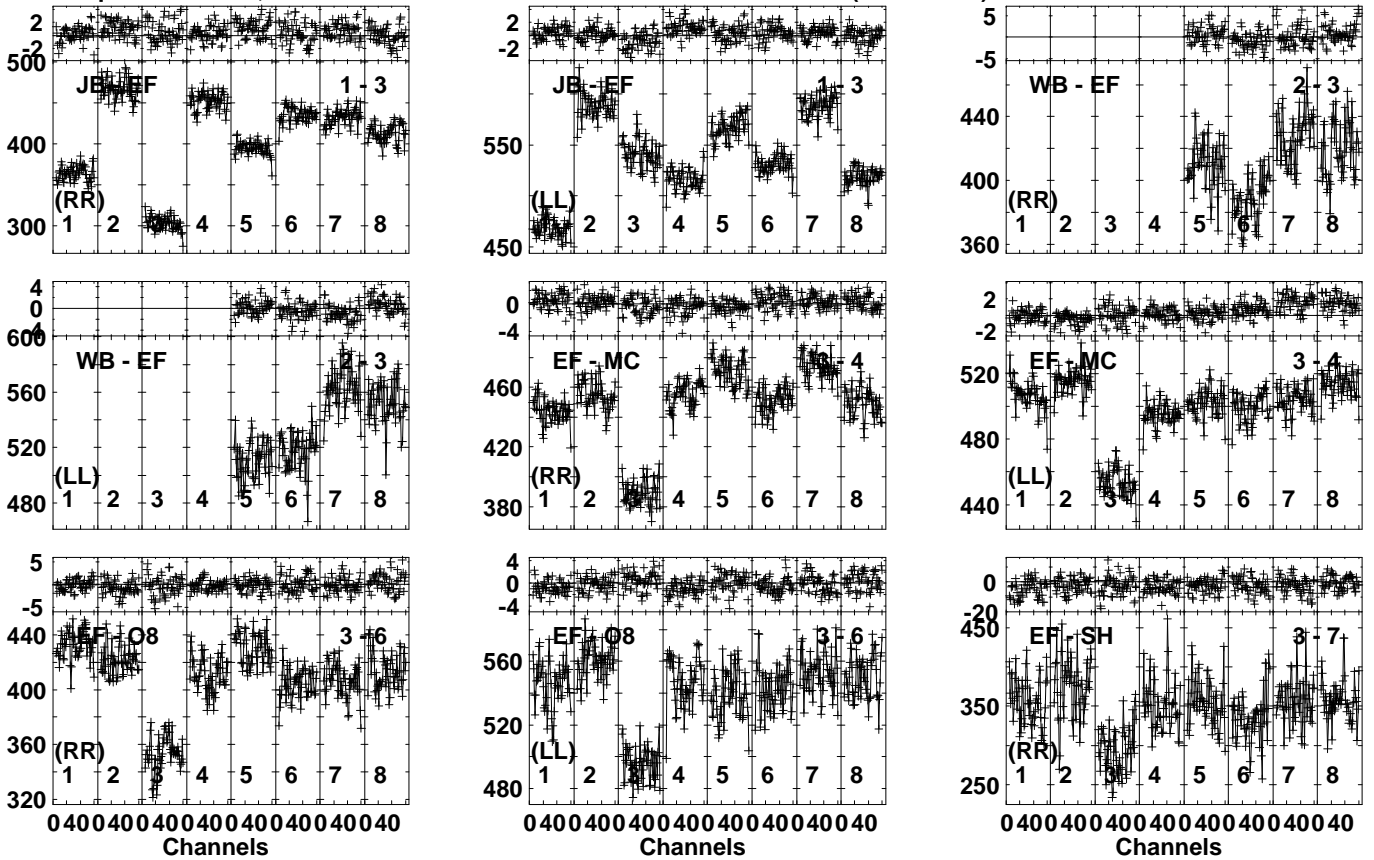 2 2 5
-2 -2 -5
500
JB - EF 1 - 3 JB - EF 1 - 3 WB - EF 2 - 3
440
400 550 400
(RR) (LL) (RR)
300 1 2 3 4 5 6 7 8 450 1 2 3 4 5 6 7 8 360 1 2 3 4 5 6 7 8
4 4 2
0 0
-4 -2
600
WB - EF 2 - 3 EF - MC 3 - 4 EF - MC 3 - 4
560 460 520
520 420 480
(LL) (RR) (LL)
480 1 2 3 4 5 6 7 8 380 1 2 3 4 5 6 7 8 440 1 2 3 4 5 6 7 8
5 4 0
-5 0 -20
-4
440 EF - O8 3 - 6 EF - O8 3 - 6 450 EF - SH 3 - 7
400 560 350
360 520
(RR) (LL) (RR)
320 1 2 3 4 5 6 7 8 480 1 2 3 4 5 6 7 8 250 1 2 3 4 5 6 7 8
0 40 0 40 0 40 0 40 0 40 0 40 0 40 0 40 0 40 0 40 0 40 0 40 0 40 0 40 0 40 0 40 0 40 0 40 0 40 0 40 0 40 0 40 0 40 0 40
Channels Channels Channels